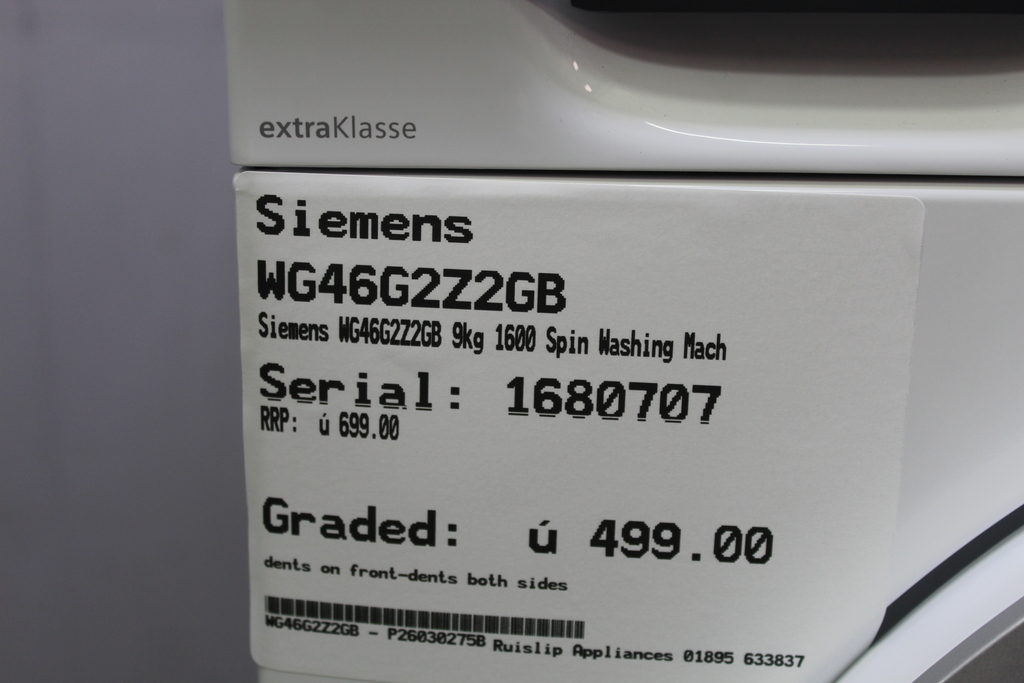 extraKlasse
Siemens
WG46G2Z2GB
Siemens WG46G2Z2GB 9kg 1600 Spin Washing Mach
Serial: 1680707
RRP: ú 699.00
Graded: ú 499.00
dents on front-dents both sides
WG46G2Z2GB - P26030275B Ruislip Appliances 01895 633837